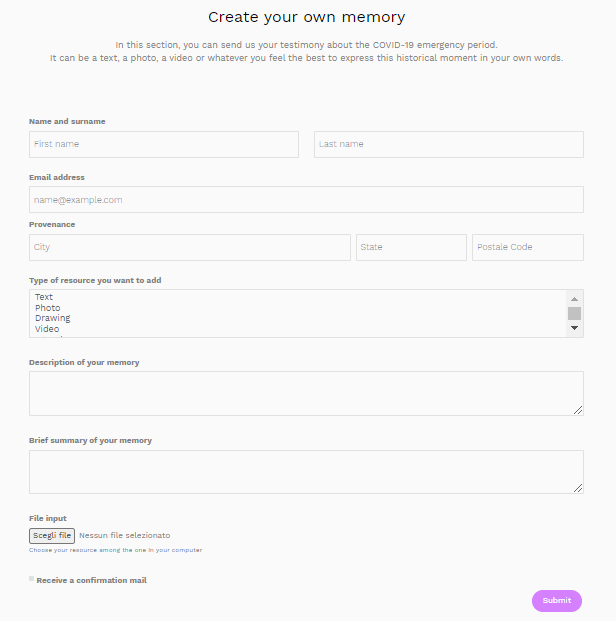 Create your own memory
In this section, you can send us your testimony about the COVID-19 emergency period.
It can be a text, a photo, a video or whatever you feel the best to express this historical moment in your own words.
Name and surname
First name Last name
Email address
name@example.com
Provenance
City State Postale Code
Type of resource you want to add
Text
Photo
Drawing
Video
Description of your memory
Brief summary of your memory
File input
Scegli file Nessun file selezionato
Choose your resource among the one in your computer
Receive a confirmation mail
Submit